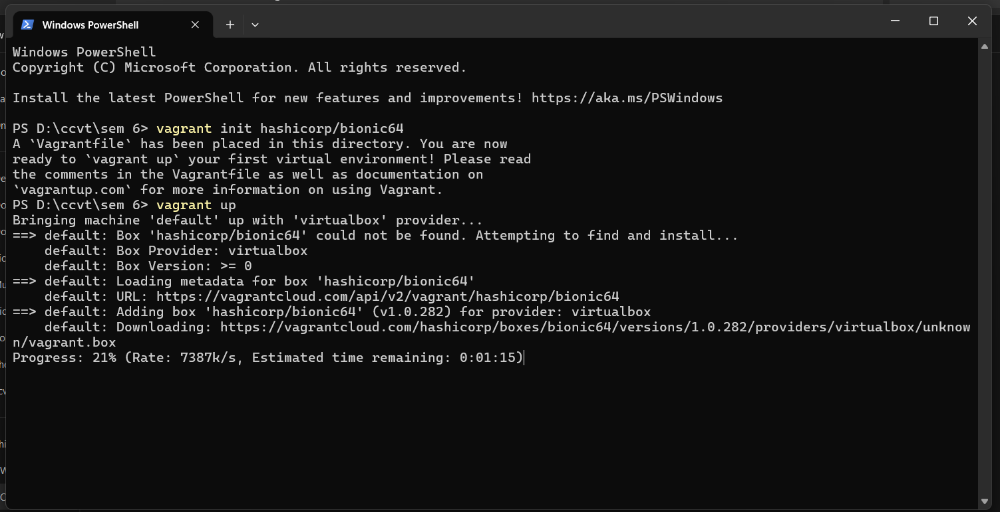 Windows PowerShell
Windows PowerShell
Copyright (C) Microsoft Corporation. All rights reserved.
Install the latest PowerShell for new features and improvements! https://aka.ms/PSWindows
PS D:\ccvt\sem 6> vagrant init hashicorp/bionic64
A `Vagrantfile` has been placed in this directory. You are now
ready to `vagrant up` your first virtual environment! Please read
the comments in the Vagrantfile as well as documentation on
`vagrantup.com` for more information on using Vagrant.
PS D:\ccvt\sem 6> vagrant up
Bringing machine 'default' up with 'virtualbox' provider...
==> default: Box 'hashicorp/bionic64' could not be found. Attempting to find and install...
    default: Box Provider: virtualbox
    default: Box Version: >= 0
==> default: Loading metadata for box 'hashicorp/bionic64'
    default: URL: https://vagrantcloud.com/api/v2/vagrant/hashicorp/bionic64
==> default: Adding box 'hashicorp/bionic64' (v1.0.282) for provider: virtualbox
    default: Downloading: https://vagrantcloud.com/hashicorp/boxes/bionic64/versions/1.0.282/providers/virtualbox/unknow
n/vagrant.box
Progress: 21% (Rate: 7387k/s, Estimated time remaining: 0:01:15)